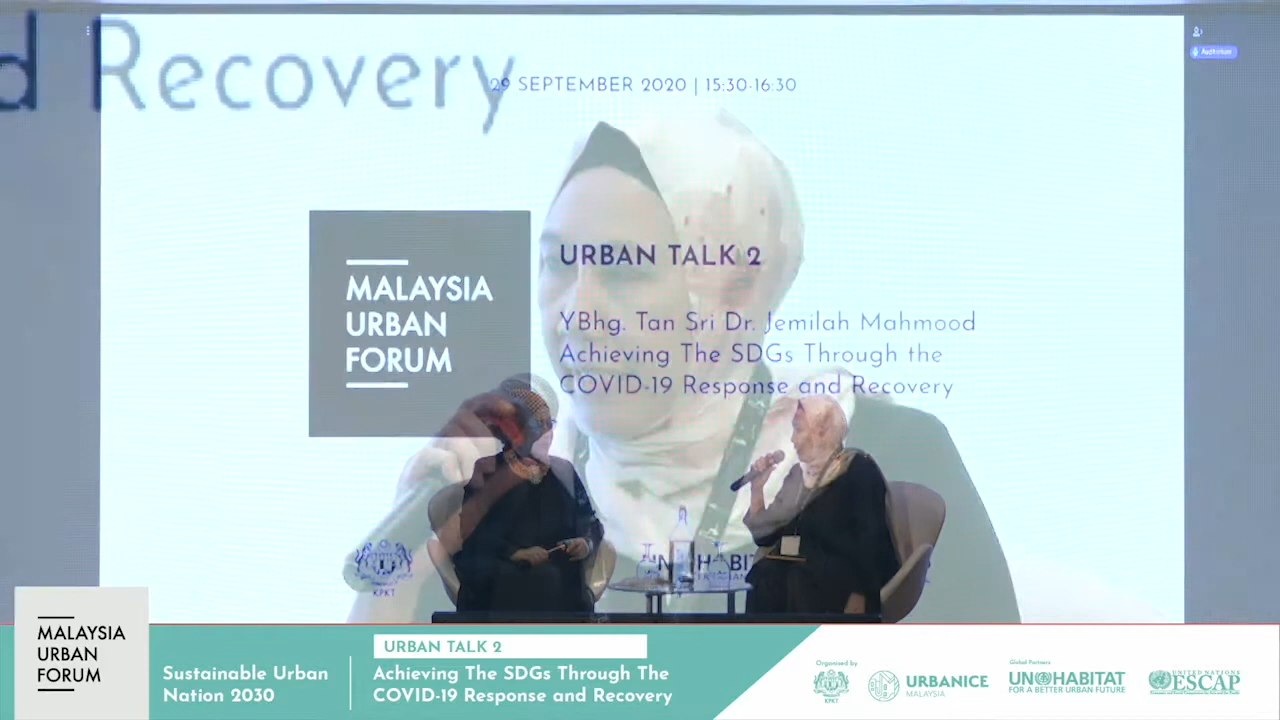 d Recovery
29 SEPTEMBER 2020 | 15:30-16:30
Auditorium
MALAYSIA
URBAN
FORUM
URBAN TALK 2
YBhg. Tan Sri Dr. Jemilah Mahmood
Achieving The SDGs Through the
COVID-19 Response and Recovery
KPKT
MALAYSIA
URBAN
FORUM
Sustainable Urban
Nation 2030
URBAN TALK 2
Achieving The SDGs Through The
COVID-19 Response and Recovery
Organised by
KPKT
URBANICE
MALAYSIA
Global Partners
UN HABITAT
FOR A BETTER URBAN FUTURE
UNITED NATIONS
ESCAP